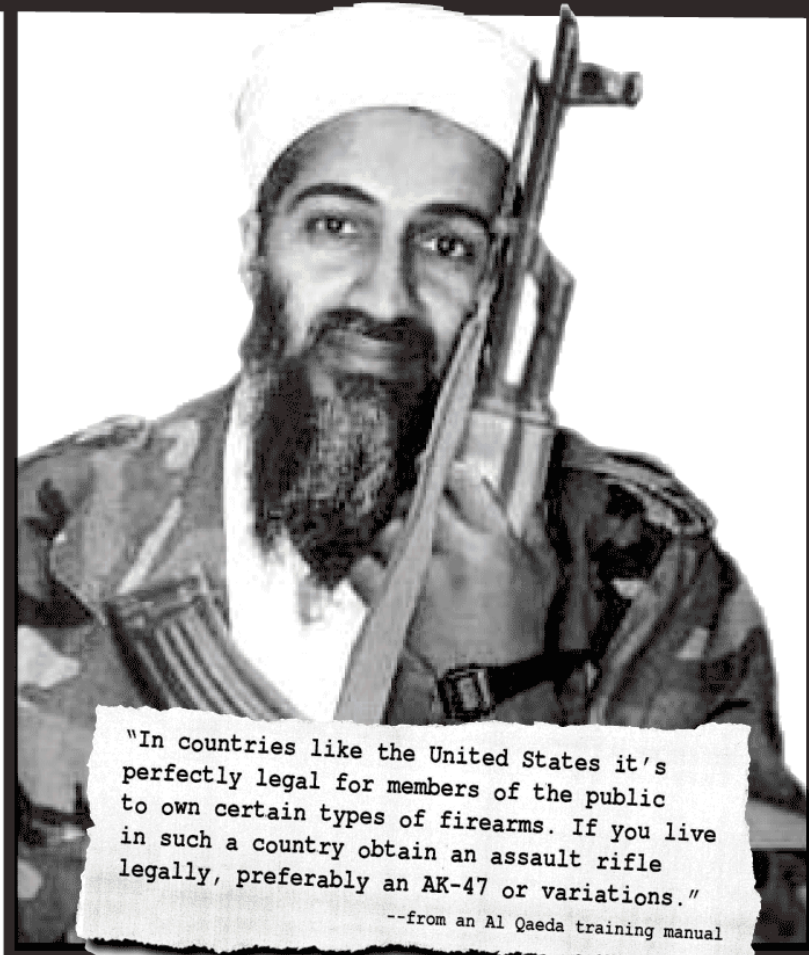 "In countries like the United States it's
perfectly legal for members of the public
to own certain types of firearms. If you live
in such a country obtain an assault rifle
legally, preferably an AK-47 or variations."
--from an Al Qaeda training manual